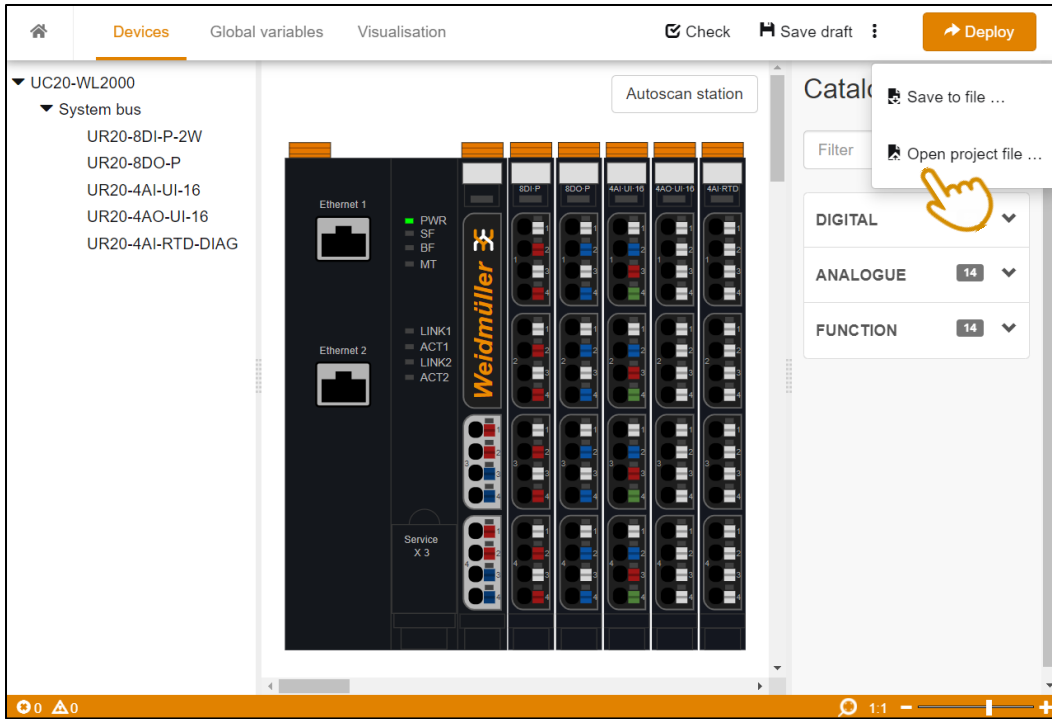 Devices Global variables Visualisation Check Save draft Deploy
Save to file ...
Open project file ...
UC20-WL2000
System bus
UR20-8DI-P-2W
UR20-8DO-P
UR20-4AI-UI-16
UR20-4AO-UI-16
UR20-4AI-RTD-DIAG
Autoscan station
8DI-P 8DO-P 4AI-UI-16 4AO-UI-16 4AI-RTD
Ethernet 1
PWR
SF
BF
MT
Weidmüller
Ethernet 2
LINK1
ACT1
LINK2
ACT2
Service
X 3
Catal
Filter
DIGITAL
ANALOGUE 14
FUNCTION 14
0 0 1:1